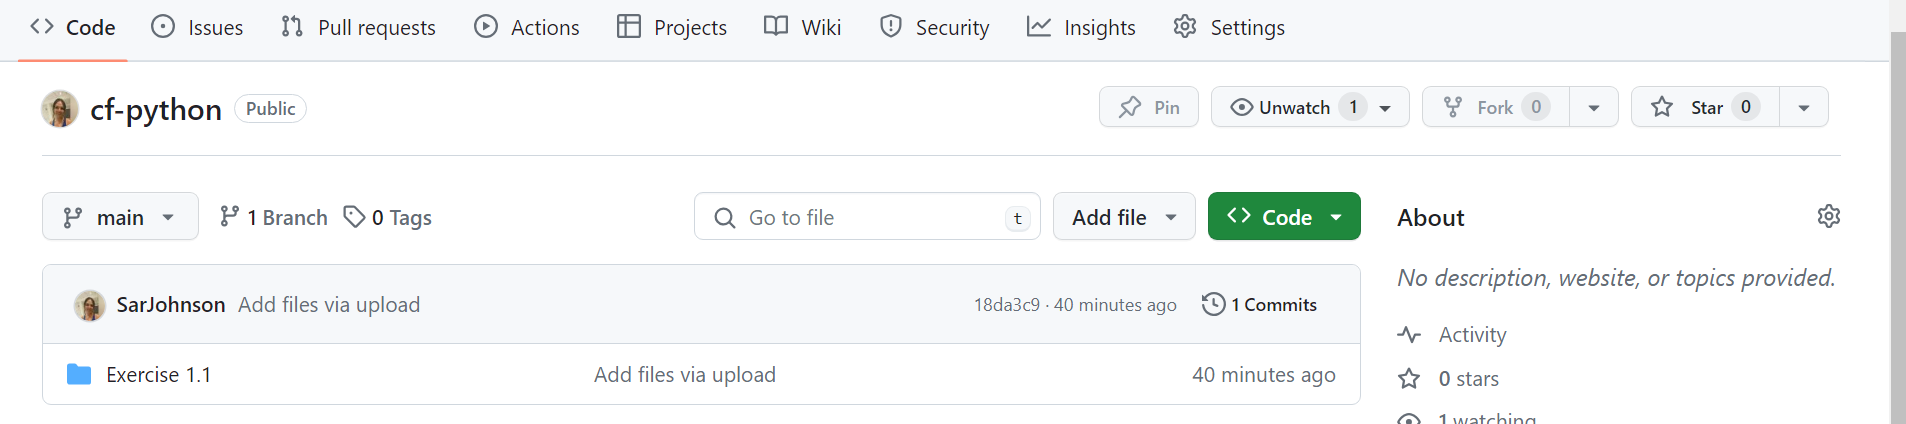 Code Issues Pull requests Actions Projects Wiki Security Insights Settings
cf-python Public Pin Unwatch 1 Fork 0 Star 0
main 1 Branch 0 Tags Go to file t Add file Code About
No description, website, or topics provided.
SarJohnson Add files via upload 18da3c9 · 40 minutes ago 1 Commits
Activity
Exercise 1.1 Add files via upload 40 minutes ago
0 stars
1 watching